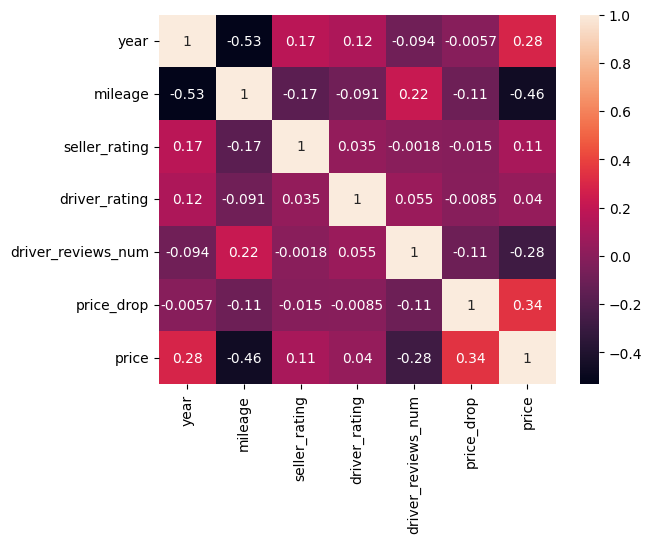 year 1 -0.53 0.17 0.12 -0.094 -0.0057 0.28
mileage -0.53 1 -0.17 -0.091 0.22 -0.11 -0.46
seller_rating 0.17 -0.17 1 0.035 -0.0018 -0.015 0.11
driver_rating 0.12 -0.091 0.035 1 0.055 -0.0085 0.04
driver_reviews_num -0.094 0.22 -0.0018 0.055 1 -0.11 -0.28
price_drop -0.0057 -0.11 -0.015 -0.0085 -0.11 1 0.34
price 0.28 -0.46 0.11 0.04 -0.28 0.34 1
year
mileage
seller_rating
driver_rating
driver_reviews_num
price_drop
price
1.0
0.8
0.6
0.4
0.2
0.0
−0.2
−0.4